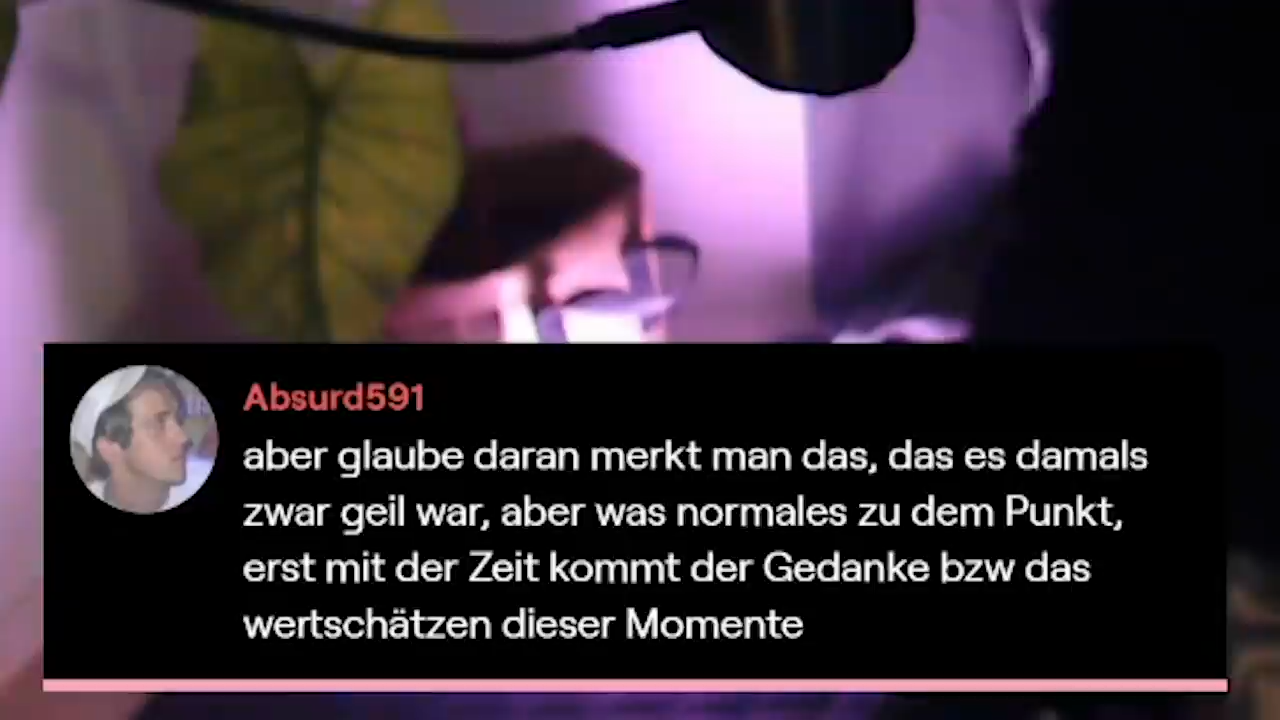 Absurd591
aber glaube daran merkt man das, das es damals
zwar geil war, aber was normales zu dem Punkt,
erst mit der Zeit kommt der Gedanke bzw das
wertschätzen dieser Momente